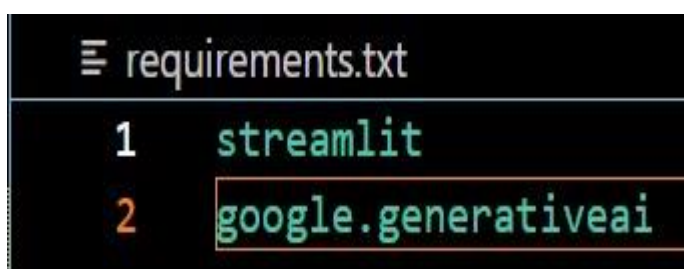 requirements.txt
1 streamlit
2 google.generativeai